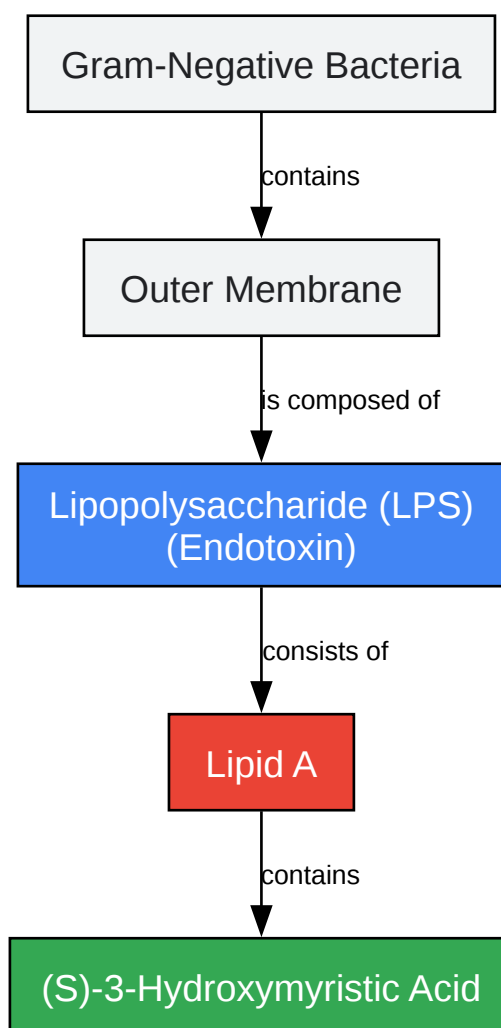 Gram-Negative Bacteria
contains
Outer Membrane
is composed of
Lipopolysaccharide (LPS)
(Endotoxin)
consists of
Lipid A
contains
(S)-3-Hydroxymyristic Acid